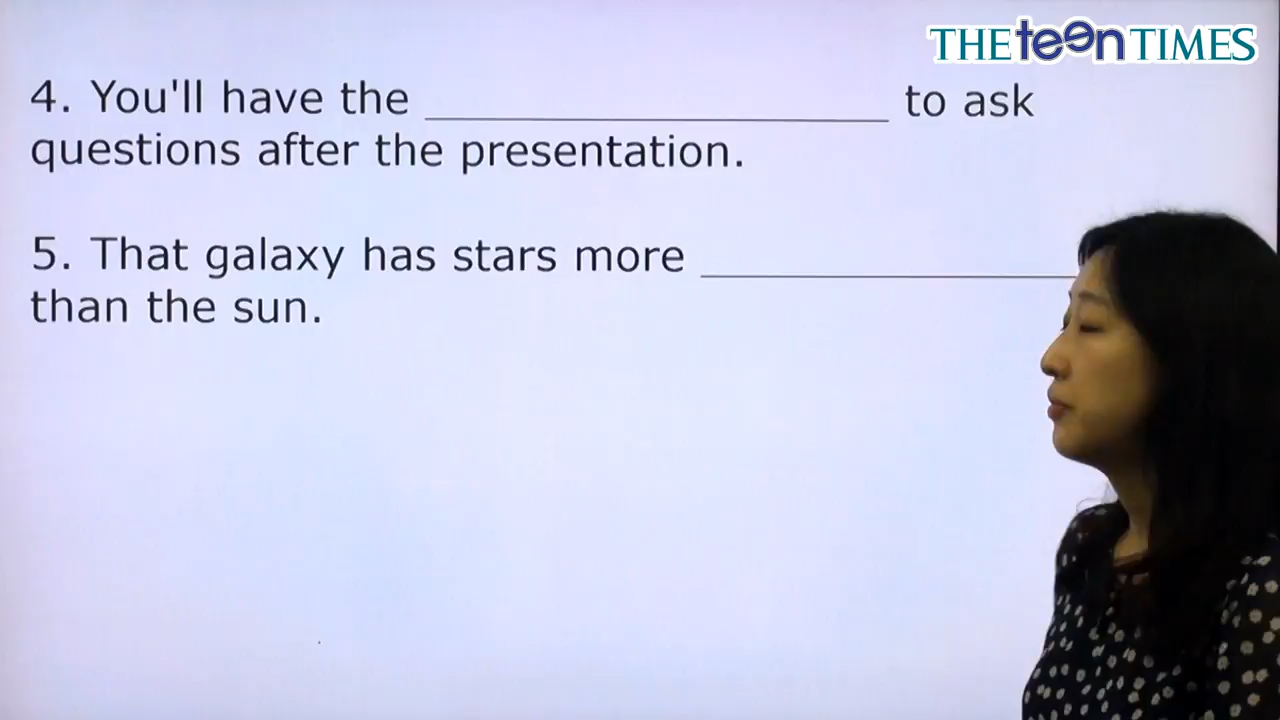 THE teen TIMES
4. You'll have the ____________________ to ask
questions after the presentation.
5. That galaxy has stars more ________________
than the sun.